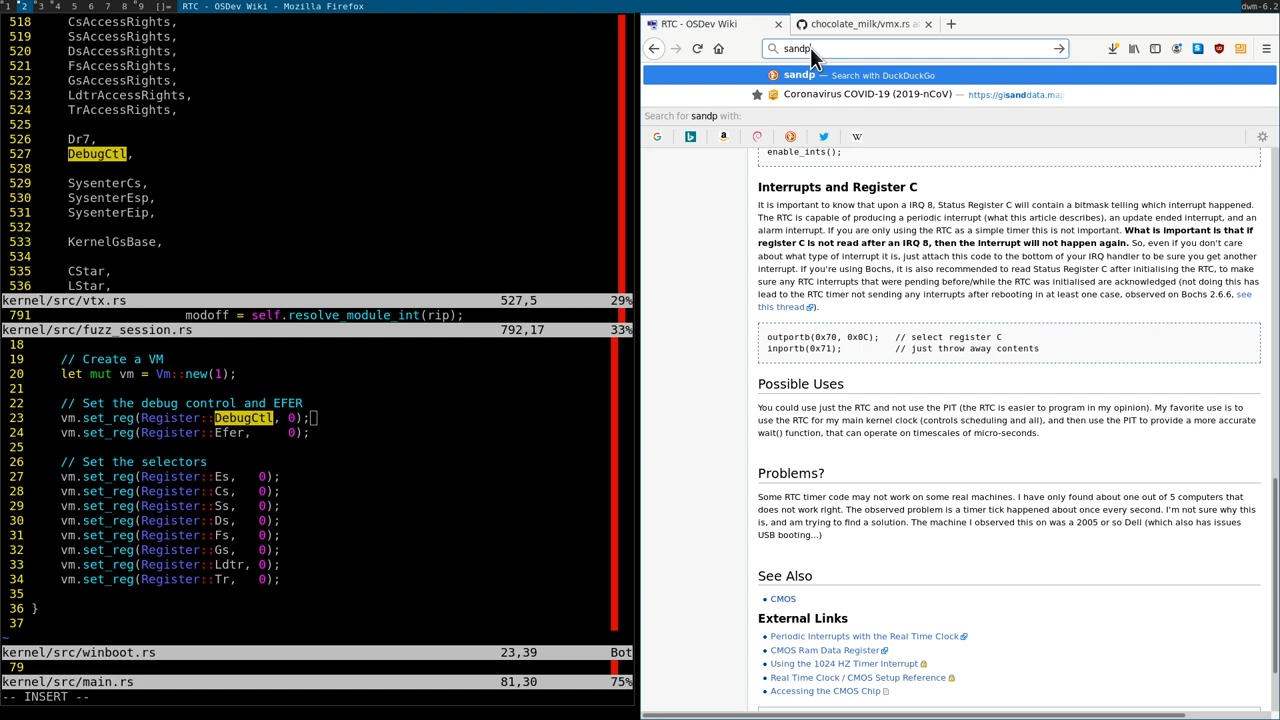 1 2 3 4 5 6 7 8 9 []= RTC - OSDev Wiki - Mozilla Firefox dwm-6.2
518 CsAccessRights,
519 SsAccessRights,
520 DsAccessRights,
521 FsAccessRights,
522 GsAccessRights,
523 LdtrAccessRights,
524 TrAccessRights,
525
526 Dr7,
527 DebugCtl,
528
529 SysenterCs,
530 SysenterEsp,
531 SysenterEip,
532
533 KernelGsBase,
534
535 CStar,
536 LStar,
kernel/src/vtx.rs 527,5 29%
791 modoff = self.resolve_module_int(rip);
kernel/src/fuzz_session.rs 792,17 33%
18
19 // Create a VM
20 let mut vm = Vm::new(1);
21
22 // Set the debug control and EFER
23 vm.set_reg(Register::DebugCtl, 0);
24 vm.set_reg(Register::Efer, 0);
25
26 // Set the selectors
27 vm.set_reg(Register::Es, 0);
28 vm.set_reg(Register::Cs, 0);
29 vm.set_reg(Register::Ss, 0);
30 vm.set_reg(Register::Ds, 0);
31 vm.set_reg(Register::Fs, 0);
32 vm.set_reg(Register::Gs, 0);
33 vm.set_reg(Register::Ldtr, 0);
34 vm.set_reg(Register::Tr, 0);
35
36 }
37
~
kernel/src/winboot.rs 23,39 Bot
79
kernel/src/main.rs 81,30 75%
-- INSERT --
RTC - OSDev Wiki
chocolate_milk/vmx.rs
sandp
sandp — Search with DuckDuckGo
Coronavirus COVID-19 (2019-nCoV) — https://gisanddata.ma
Search for sandp with:
enable_ints();
Interrupts and Register C
It is important to know that upon a IRQ 8, Status Register C will contain a bitmask telling which interrupt happened.
The RTC is capable of producing a periodic interrupt (what this article describes), an update ended interrupt, and an
alarm interrupt. If you are only using the RTC as a simple timer this is not important. What is important is that if
register C is not read after an IRQ 8, then the interrupt will not happen again. So, even if you don't care
about what type of interrupt it is, just attach this code to the bottom of your IRQ handler to be sure you get another
interrupt. If you're using Bochs, it is also recommended to read Status Register C after initialising the RTC, to make
sure any RTC interrupts that were pending before/while the RTC was initialised are acknowledged (not doing this has
lead to the RTC timer not sending any interrupts after rebooting in at least one case, observed on Bochs 2.6.6, see
this thread).
outportb(0x70, 0x0C); // select register C
inportb(0x71); // just throw away contents
Possible Uses
You could use just the RTC and not use the PIT (the RTC is easier to program in my opinion). My favorite use is to
use the RTC for my main kernel clock (controls scheduling and all), and then use the PIT to provide a more accurate
wait() function, that can operate on timescales of micro-seconds.
Problems?
Some RTC timer code may not work on some real machines. I have only found about one out of 5 computers that
does not work right. The observed problem is a timer tick happened about once every second. I'm not sure why this
is, and am trying to find a solution. The machine I observed this on was a 2005 or so Dell (which also has issues
USB booting...)
See Also
• CMOS
External Links
• Periodic Interrupts with the Real Time Clock
• CMOS Ram Data Register
• Using the 1024 HZ Timer Interrupt
• Real Time Clock / CMOS Setup Reference
• Accessing the CMOS Chip